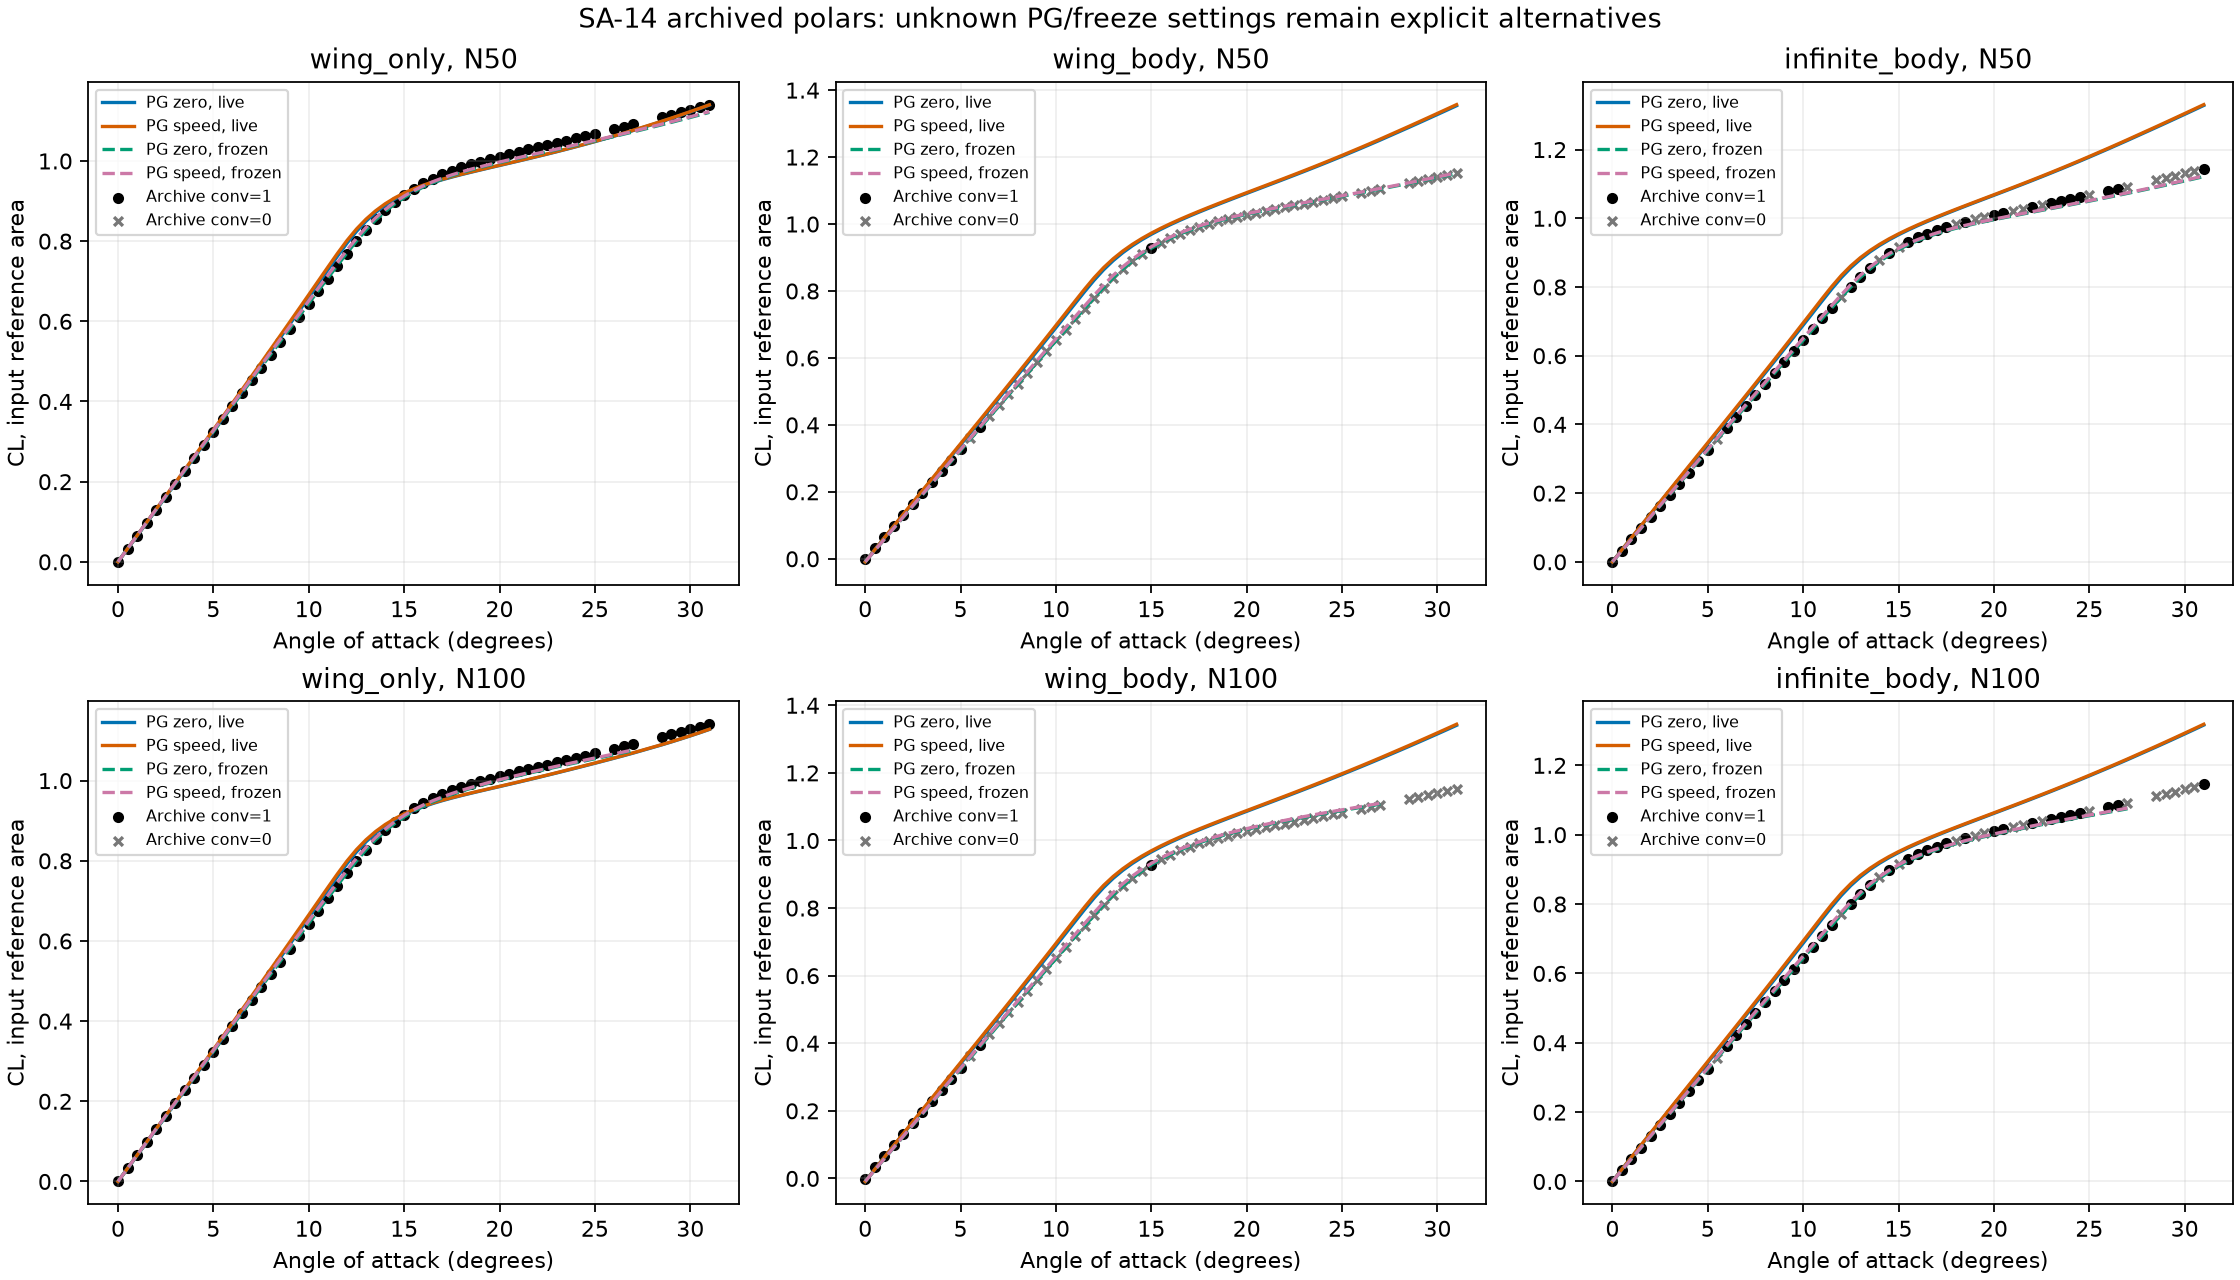 SA-14 archived polars: unknown PG/freeze settings remain explicit alternatives
wing_only, N50
PG zero, live
PG speed, live
PG zero, frozen
PG speed, frozen
Archive conv=1
Archive conv=0
CL, input reference area
1.0
0.8
0.6
0.4
0.2
0.0
0 5 10 15 20 25 30
Angle of attack (degrees)
wing_body, N50
PG zero, live
PG speed, live
PG zero, frozen
PG speed, frozen
Archive conv=1
Archive conv=0
CL, input reference area
1.4
1.2
1.0
0.8
0.6
0.4
0.2
0.0
0 5 10 15 20 25 30
Angle of attack (degrees)
infinite_body, N50
PG zero, live
PG speed, live
PG zero, frozen
PG speed, frozen
Archive conv=1
Archive conv=0
CL, input reference area
1.2
1.0
0.8
0.6
0.4
0.2
0.0
0 5 10 15 20 25 30
Angle of attack (degrees)
wing_only, N100
PG zero, live
PG speed, live
PG zero, frozen
PG speed, frozen
Archive conv=1
Archive conv=0
CL, input reference area
1.0
0.8
0.6
0.4
0.2
0.0
0 5 10 15 20 25 30
Angle of attack (degrees)
wing_body, N100
PG zero, live
PG speed, live
PG zero, frozen
PG speed, frozen
Archive conv=1
Archive conv=0
CL, input reference area
1.4
1.2
1.0
0.8
0.6
0.4
0.2
0.0
0 5 10 15 20 25 30
Angle of attack (degrees)
infinite_body, N100
PG zero, live
PG speed, live
PG zero, frozen
PG speed, frozen
Archive conv=1
Archive conv=0
CL, input reference area
1.2
1.0
0.8
0.6
0.4
0.2
0.0
0 5 10 15 20 25 30
Angle of attack (degrees)